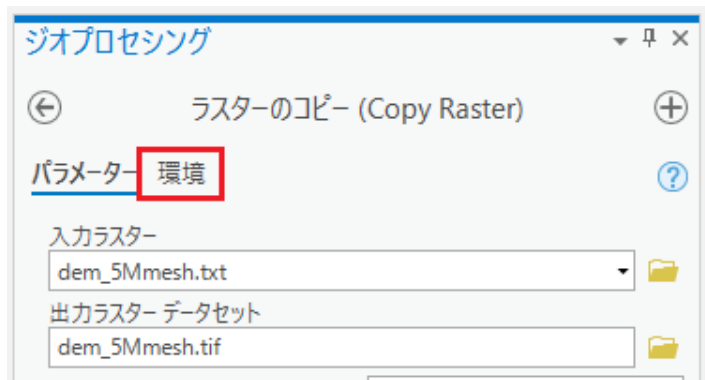 ジオプロセシング
ラスターのコピー (Copy Raster)
パラメーター 環境
入力ラスター
dem_5Mmesh.txt
出力ラスター データセット
dem_5Mmesh.tif